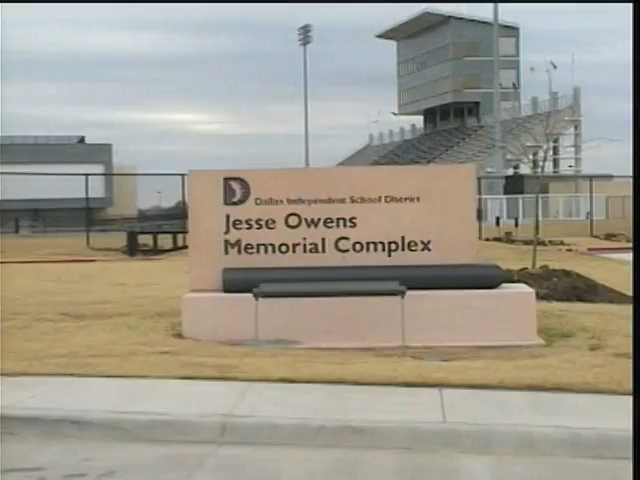 D Dallas Independent School District
Jesse Owens
Memorial Complex